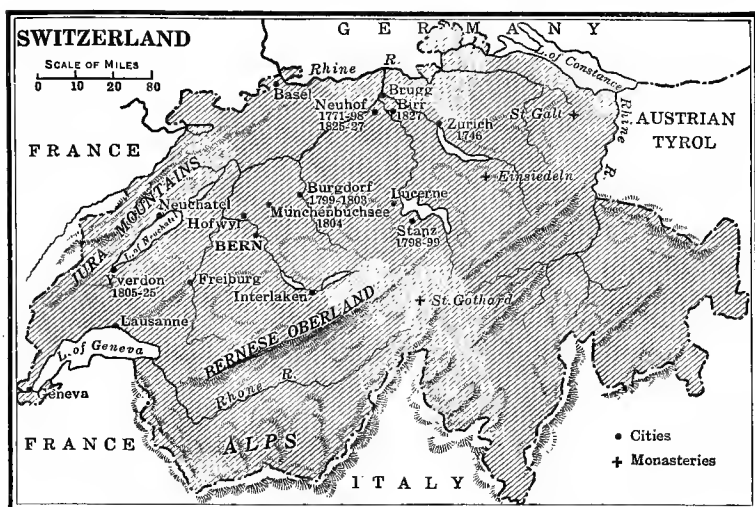 SWITZERLAND
SCALE OF MILES
0 10 20 80
GERMANY
Rhine R.
L. of Constance
Basel
Brugg
Neuhof
1771-98
1825-27
Birr
1827
Zurich
1746
St. Gall
Rhine R.
AUSTRIAN
TYROL
FRANCE
Einsiedeln
Burgdorf
1799-1803
Lucerne
Neuchatel
JURA MOUNTAINS
L. of Neuchatel
Hofwyl
Münchenbuchsee
1804
Stanz
1798-99
BERN
Yverdon
1805-25
Freiburg
Interlaken
St. Gothard
BERNESE OBERLAND
Lausanne
L. of Geneva
Rhone R.
Geneva
FRANCE
ALPS
ITALY
Cities
Monasteries